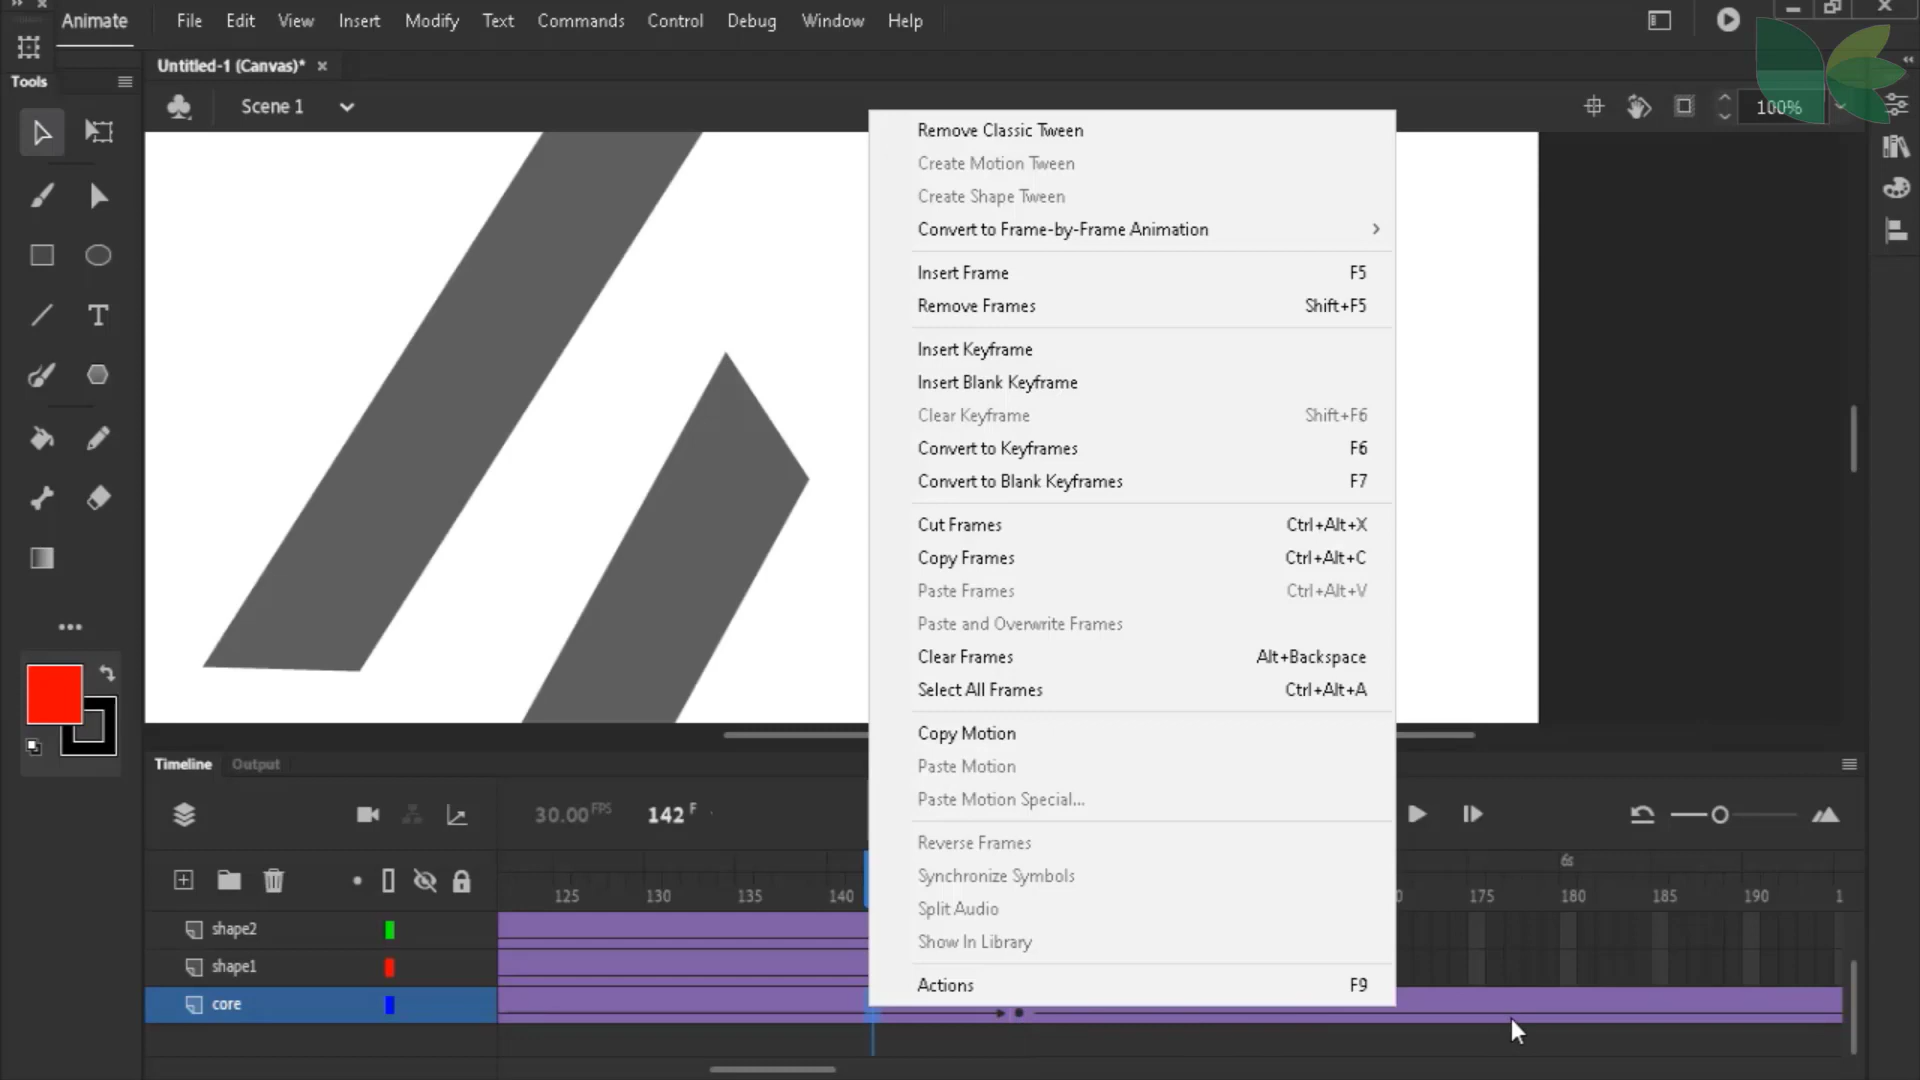 Animate
File Edit View Insert Modify Text Commands Control Debug Window Help
Tools
Untitled-1 (Canvas)*
Scene 1
100%
Remove Classic Tween
Create Motion Tween
Create Shape Tween
Convert to Frame-by-Frame Animation
Insert Frame F5
Remove Frames Shift+F5
Insert Keyframe
Insert Blank Keyframe
Clear Keyframe Shift+F6
Convert to Keyframes F6
Convert to Blank Keyframes F7
Cut Frames Ctrl+Alt+X
Copy Frames Ctrl+Alt+C
Paste Frames Ctrl+Alt+V
Paste and Overwrite Frames
Clear Frames Alt+Backspace
Select All Frames Ctrl+Alt+A
Copy Motion
Paste Motion
Paste Motion Special...
Reverse Frames
Synchronize Symbols
Split Audio
Show In Library
Actions F9
Timeline Output
30.00 FPS 142 F
6s
125 130 135 140 0 175 180 185 190 1
shape2
shape1
core